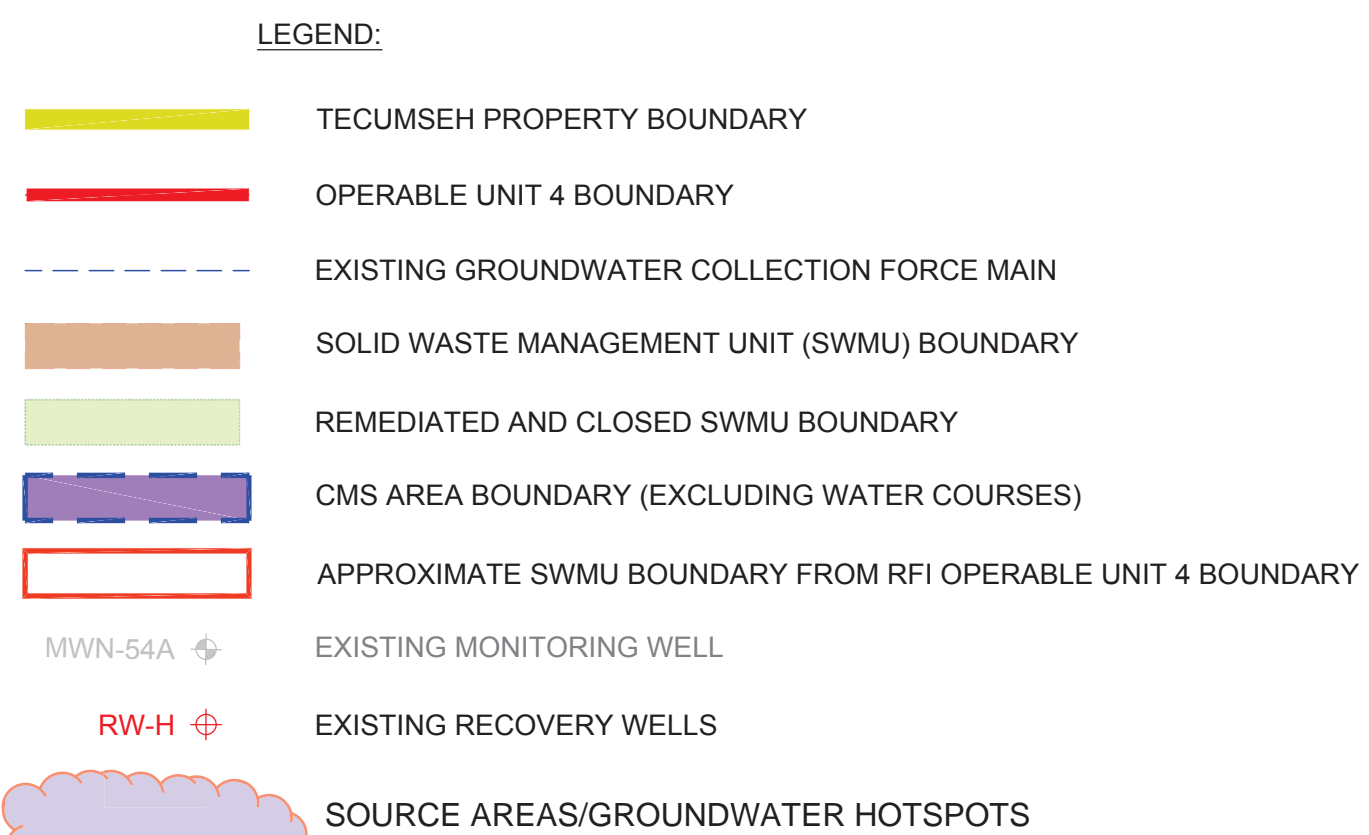 LEGEND:
TECUMSEH PROPERTY BOUNDARY
OPERABLE UNIT 4 BOUNDARY
EXISTING GROUNDWATER COLLECTION FORCE MAIN
SOLID WASTE MANAGEMENT UNIT (SWMU) BOUNDARY
REMEDIATED AND CLOSED SWMU BOUNDARY
CMS AREA BOUNDARY (EXCLUDING WATER COURSES)
APPROXIMATE SWMU BOUNDARY FROM RFI OPERABLE UNIT 4 BOUNDARY
MWN-54A EXISTING MONITORING WELL
RW-H EXISTING RECOVERY WELLS
SOURCE AREAS/GROUNDWATER HOTSPOTS